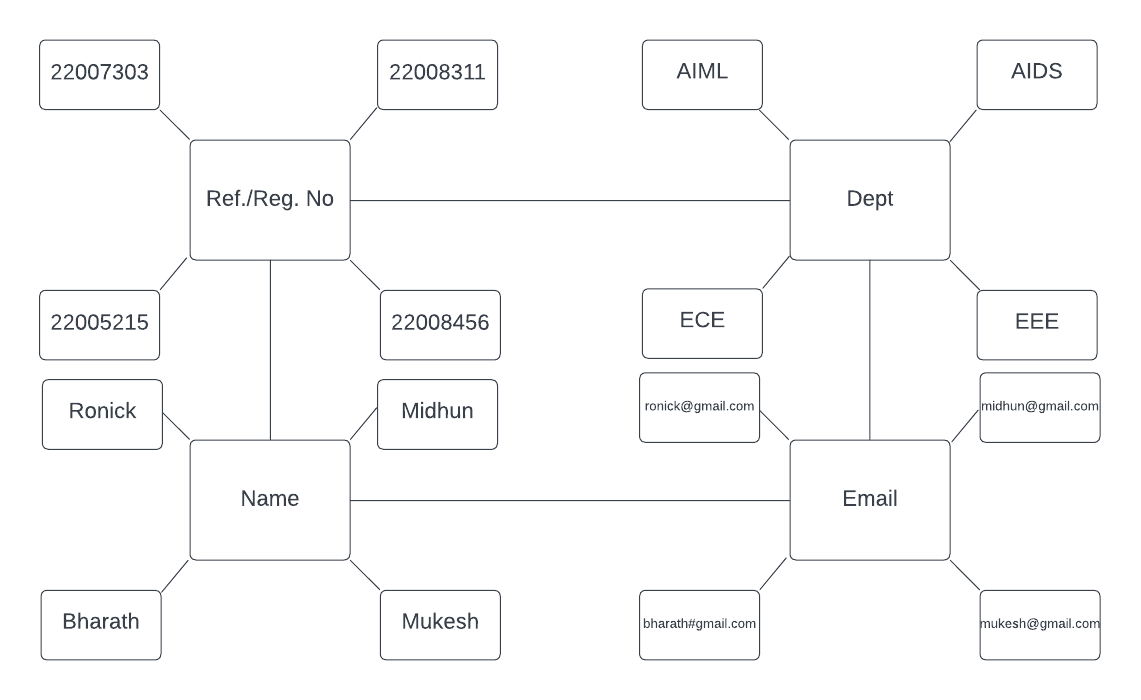 22007303
22008311
AIML
AIDS
Ref./Reg. No
Dept
22005215
22008456
ECE
EEE
Ronick
Midhun
ronick@gmail.com
midhun@gmail.com
Name
Email
Bharath
Mukesh
bharath#gmail.com
mukesh@gmail.com